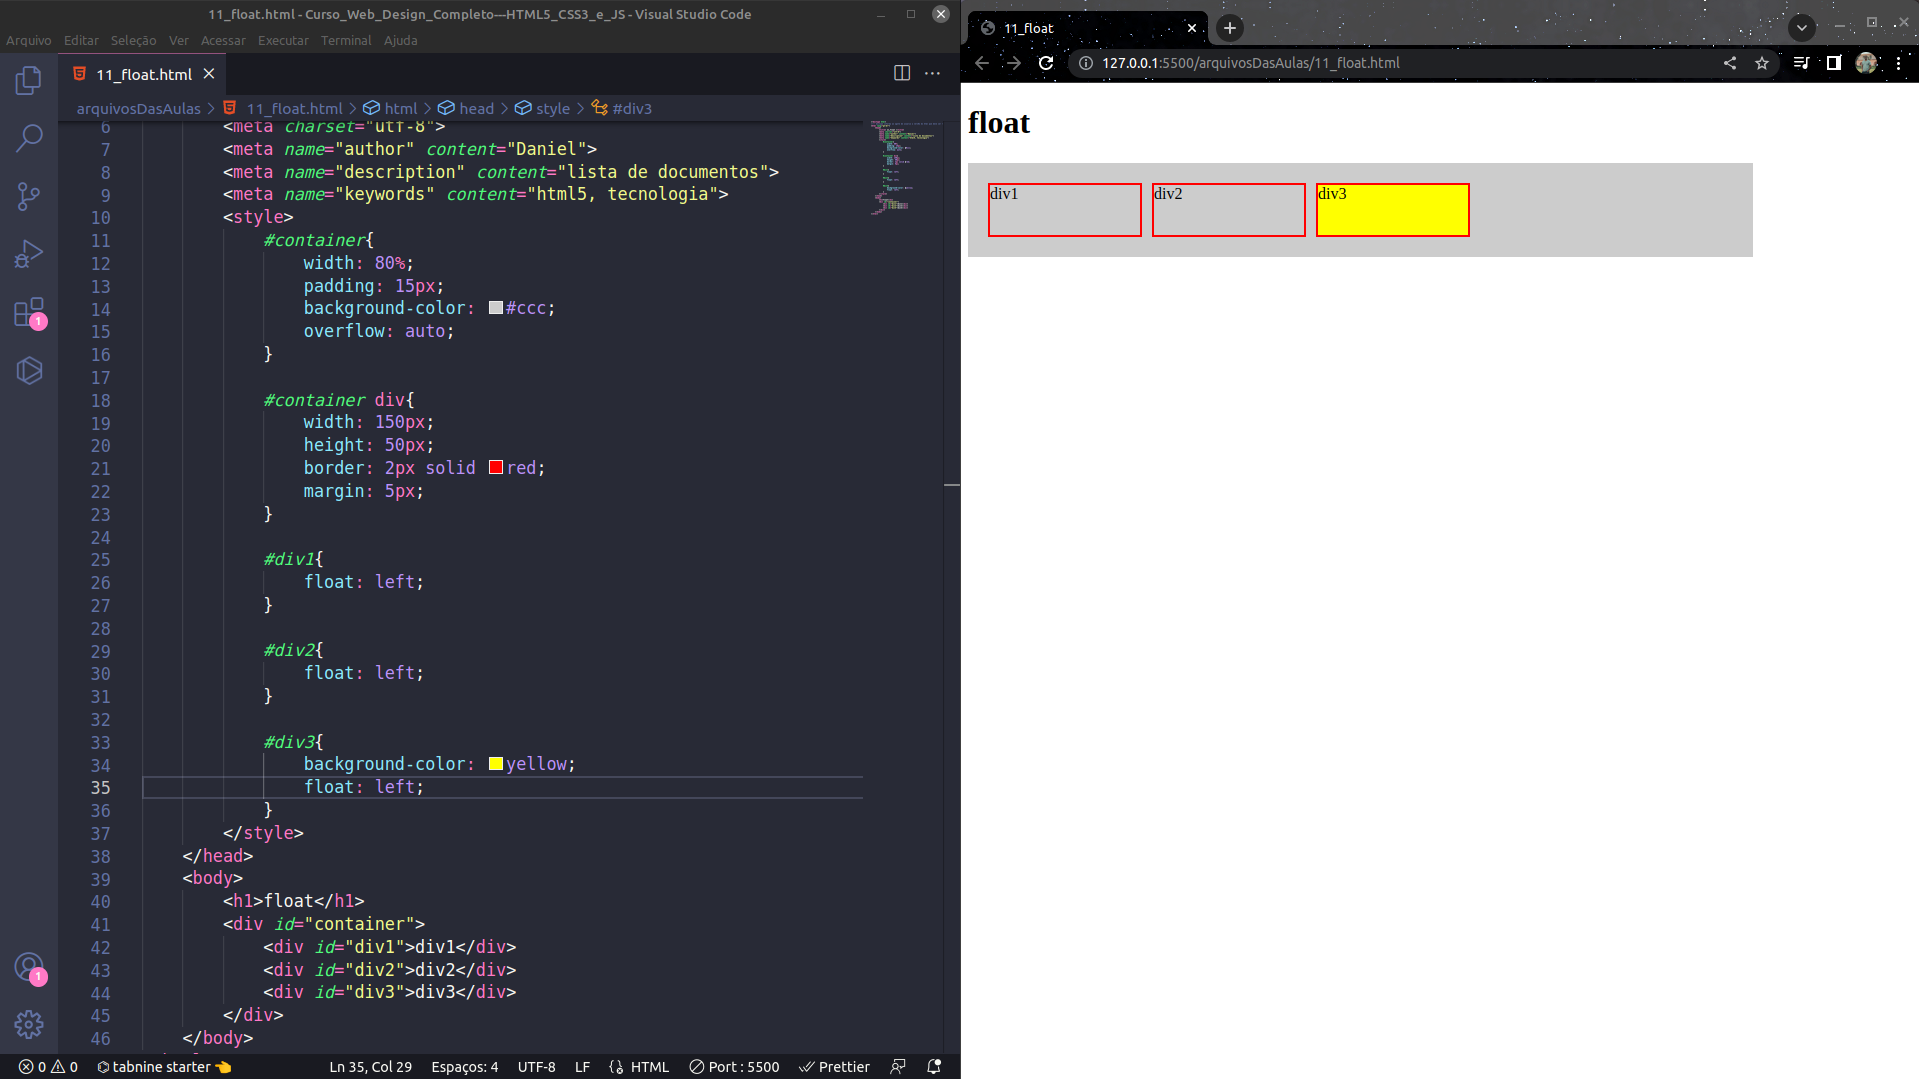 11_float.html - Curso_Web_Design_Completo---HTML5_CSS3_e_JS - Visual Studio Code
Arquivo Editar Seleção Ver Acessar Executar Terminal Ajuda
11_float.html
arquivosDasAulas > 11_float.html > html > head > style > #div3
6 <meta charset="utf-8">
7 <meta name="author" content="Daniel">
8 <meta name="description" content="lista de documentos">
9 <meta name="keywords" content="html5, tecnologia">
10 <style>
11 #container{
12 width: 80%;
13 padding: 15px;
14 background-color: #ccc;
15 overflow: auto;
16 }
17
18 #container div{
19 width: 150px;
20 height: 50px;
21 border: 2px solid red;
22 margin: 5px;
23 }
24
25 #div1{
26 float: left;
27 }
28
29 #div2{
30 float: left;
31 }
32
33 #div3{
34 background-color: yellow;
35 float: left;
36 }
37 </style>
38 </head>
39 <body>
40 <h1>float</h1>
41 <div id="container">
42 <div id="div1">div1</div>
43 <div id="div2">div2</div>
44 <div id="div3">div3</div>
45 </div>
46 </body>
1
1
0 0 tabnine starter Ln 35, Col 29 Espaços: 4 UTF-8 LF HTML Port : 5500 Prettier
11_float
127.0.0.1:5500/arquivosDasAulas/11_float.html
float
div1 div2 div3